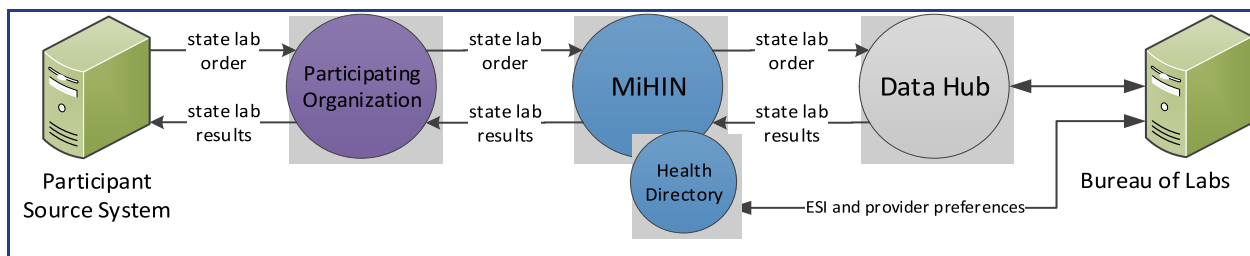 state lab
order
state lab
results
Participant
Source System
Participating
Organization
state lab
order
state lab
results
MiHIN
Health
Directory
state lab
order
state lab
results
Data Hub
ESI and provider preferences
Bureau of Labs